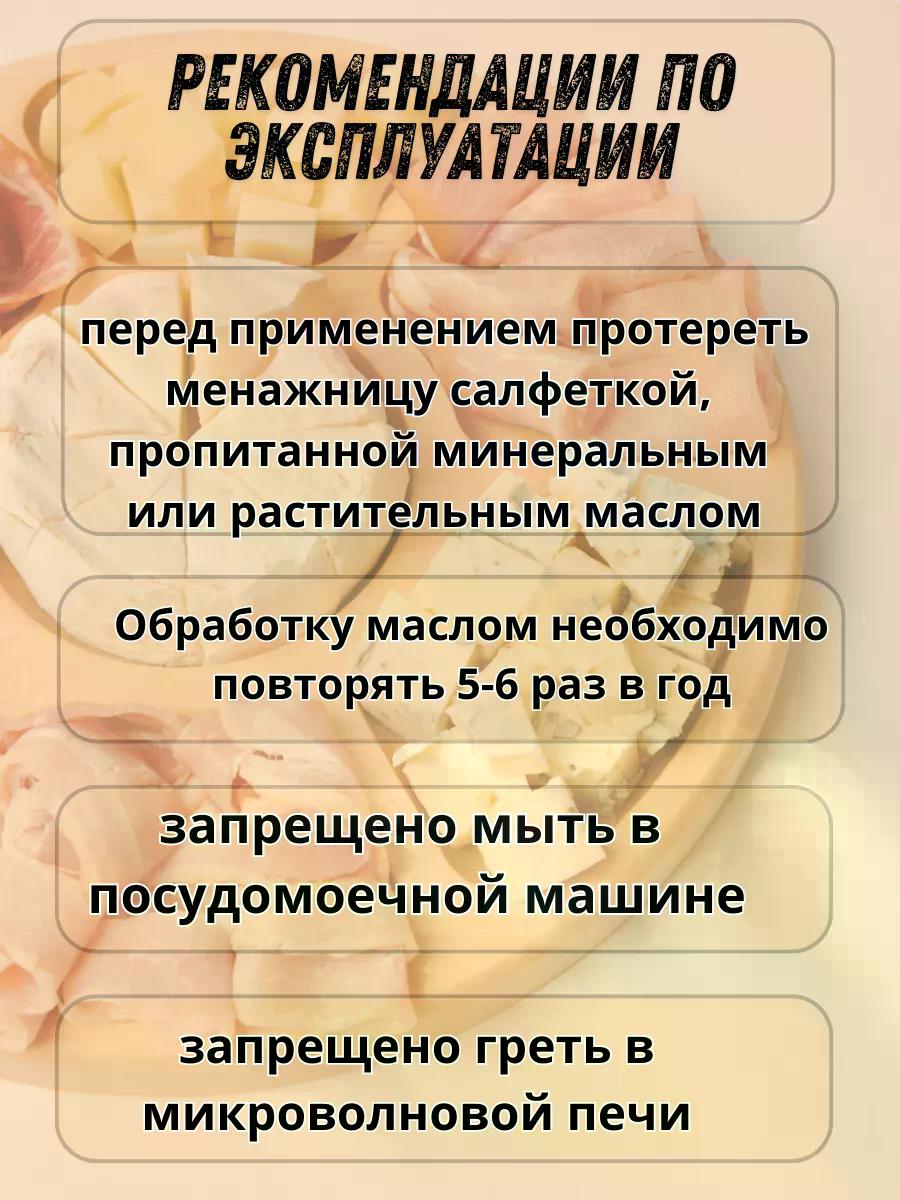 РЕКОМЕНДАЦИИ ПО
ЭКСПЛУАТАЦИИ
перед применением протереть
менажницу салфеткой,
пропитанной минеральным
или растительным маслом
Обработку маслом необходимо
повторять 5-6 раз в год
запрещено мыть в
посудомоечной машине
запрещено греть в
микроволновой печи